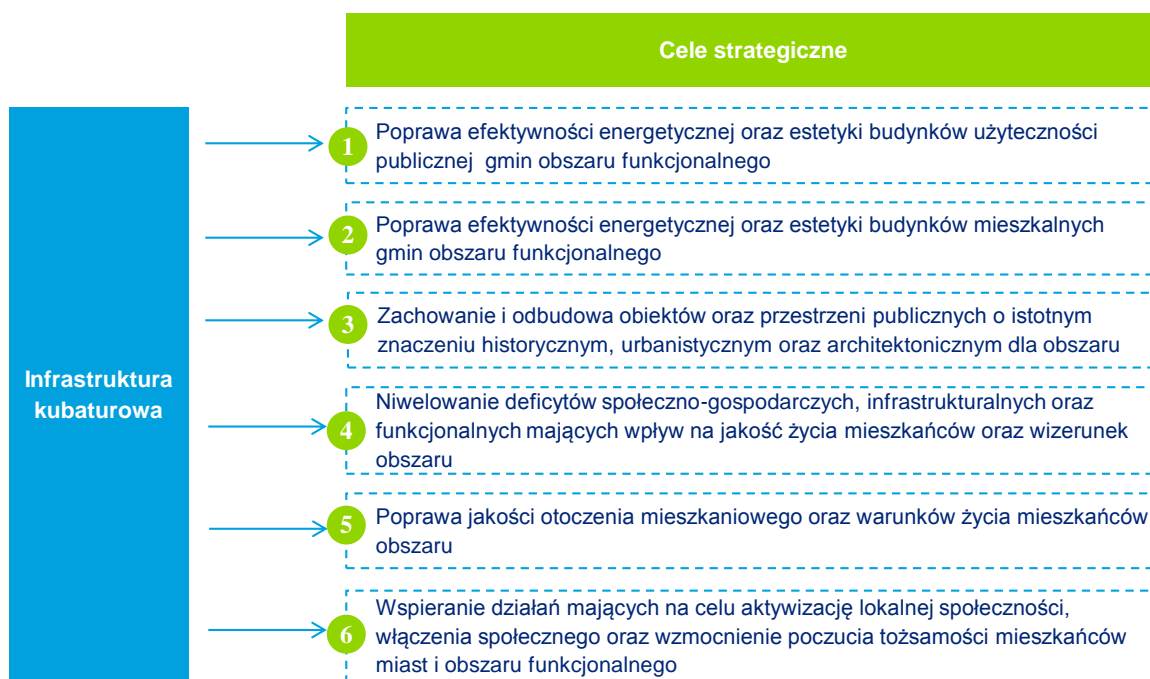 Cele strategiczne
Infrastruktura
kubaturowa
1
Poprawa efektywności energetycznej oraz estetyki budynków użyteczności
publicznej gmin obszaru funkcjonalnego
2
Poprawa efektywności energetycznej oraz estetyki budynków mieszkalnych
gmin obszaru funkcjonalnego
3
Zachowanie i odbudowa obiektów oraz przestrzeni publicznych o istotnym
znaczeniu historycznym, urbanistycznym oraz architektonicznym dla obszaru
4
Niwelowanie deficytów społeczno-gospodarczych, infrastrukturalnych oraz
funkcjonalnych mających wpływ na jakość życia mieszkańców oraz wizerunek
obszaru
5
Poprawa jakości otoczenia mieszkaniowego oraz warunków życia mieszkańców
obszaru
6
Wspieranie działań mających na celu aktywizację lokalnej społeczności,
włączenia społecznego oraz wzmocnienie poczucia tożsamości mieszkańców
miast i obszaru funkcjonalnego